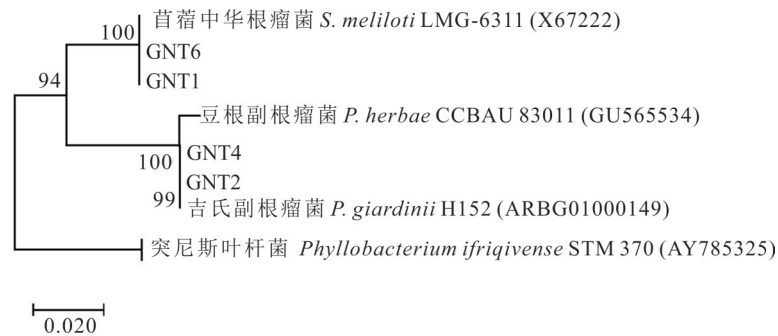 100
苜蓿中华根瘤菌 S. meliloti LMG-6311 (X67222)
GNT6
GNT1
94
豆根副根瘤菌 P. herbae CCBAU 83011 (GU565534)
100
GNT4
GNT2
99
吉氏副根瘤菌 P. giardinii H152 (ARBG01000149)
突尼斯叶杆菌 Phyllobacterium ifriqivense STM 370 (AY785325)
0.020